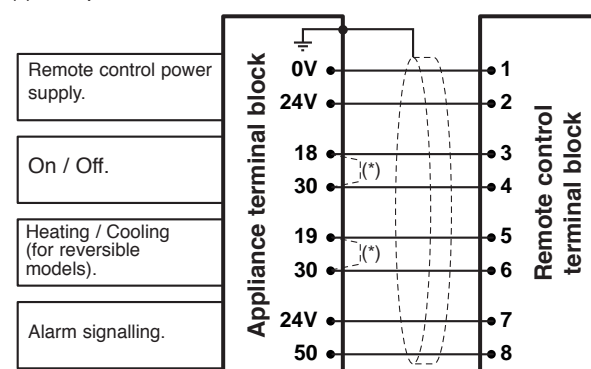 Remote control power
supply.
On / Off.
Heating / Cooling
(for reversible
models).
Alarm signalling.
Appliance terminal block
0V
24V
18
30
19
30
24V
50
(*)
(*)
1
2
3
4
5
6
7
8
Remote control
terminal block